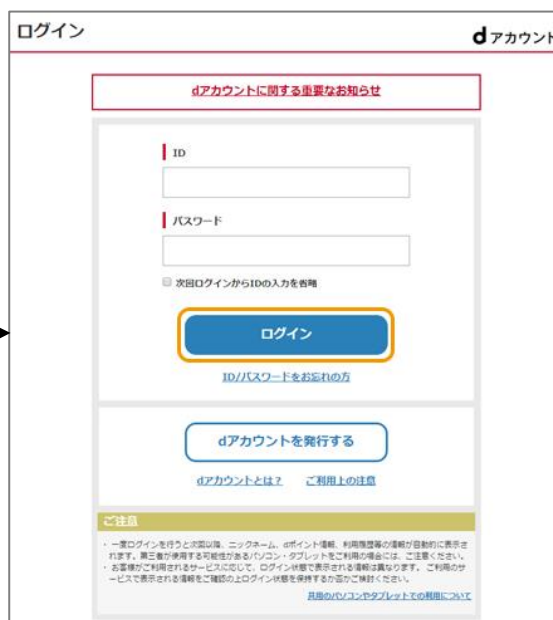 ログイン
dアカウント
dアカウントに関する重要なお知らせ
ID
パスワード
次回ログインからIDの入力を省略
ログイン
ID/パスワードをお忘れの方
dアカウントを発行する
dアカウントとは？ ご利用上の注意
ご注意
・ 一度ログインを行うと次回以降、ニックネーム、dポイント情報、利用履歴等の情報が自動的に表示さ
れます。第三者が使用する可能性があるパソコン・タブレットをご利用の場合には、ご注意ください。
・ お客様がご利用されるサービスに応じて、ログイン状態で表示される情報は異なります。 ご利用のサ
ービスで表示される情報をご確認の上ログイン状態を保持するか否かご検討ください。
共用のパソコンやタブレットでの利用について